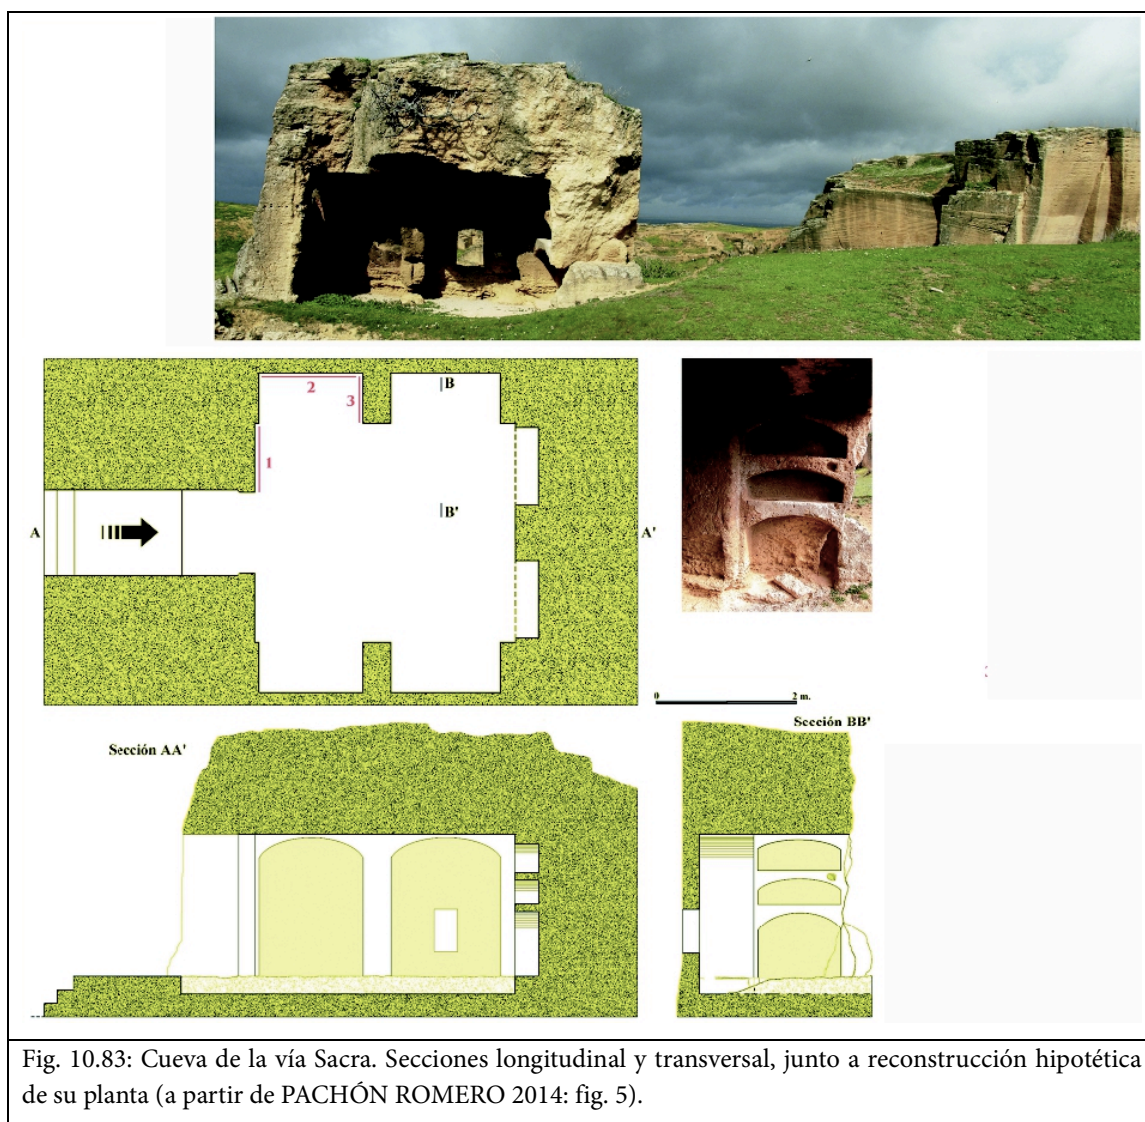 2
3
B
1
B'
A
A'
0
2 m.
Sección AA'
Sección BB'
Fig. 10.83: Cueva de la vía Sacra. Secciones longitudinal y transversal, junto a reconstrucción hipotética
de su planta (a partir de PACHÓN ROMERO 2014: fig. 5).